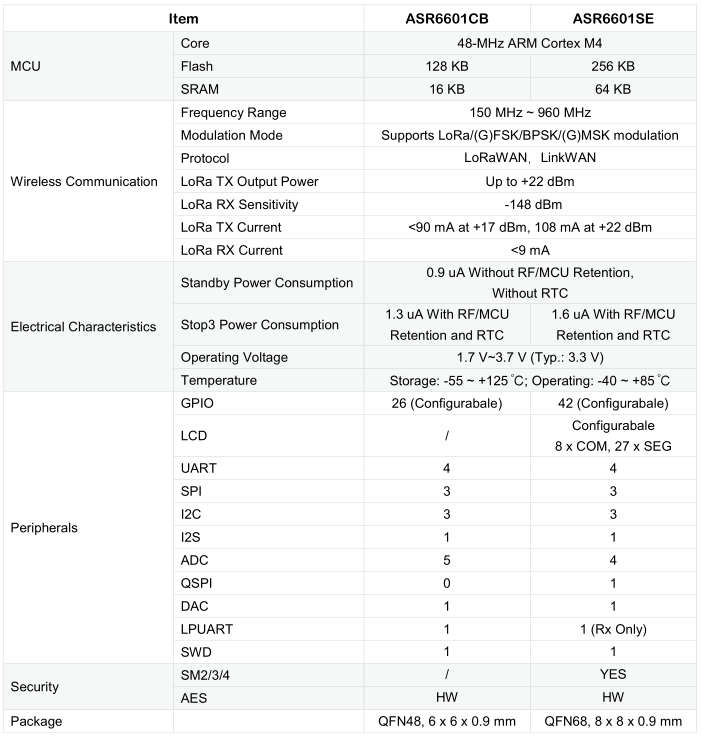 Item ASR6601CB ASR6601SE
MCU
Core 48-MHz ARM Cortex M4
Flash 128 KB 256 KB
SRAM 16 KB 64 KB
Wireless Communication
Frequency Range 150 MHz ~ 960 MHz
Modulation Mode Supports LoRa/(G)FSK/BPSK/(G)MSK modulation
Protocol LoRaWAN, LinkWAN
LoRa TX Output Power Up to +22 dBm
LoRa RX Sensitivity -148 dBm
LoRa TX Current <90 mA at +17 dBm, 108 mA at +22 dBm
LoRa RX Current <9 mA
Electrical Characteristics
Standby Power Consumption
0.9 uA Without RF/MCU Retention,
Without RTC
Stop3 Power Consumption
1.3 uA With RF/MCU
Retention and RTC
1.6 uA With RF/MCU
Retention and RTC
Operating Voltage 1.7 V~3.7 V (Typ.: 3.3 V)
Temperature Storage: -55 ~ +125 °C; Operating: -40 ~ +85 °C
Peripherals
GPIO 26 (Configurabale) 42 (Configurabale)
LCD /
Configurabale
8 x COM, 27 x SEG
UART 4 4
SPI 3 3
I2C 3 3
I2S 1 1
ADC 5 4
QSPI 0 1
DAC 1 1
LPUART 1 1 (Rx Only)
SWD 1 1
Security
SM2/3/4 / YES
AES HW HW
Package QFN48, 6 x 6 x 0.9 mm QFN68, 8 x 8 x 0.9 mm